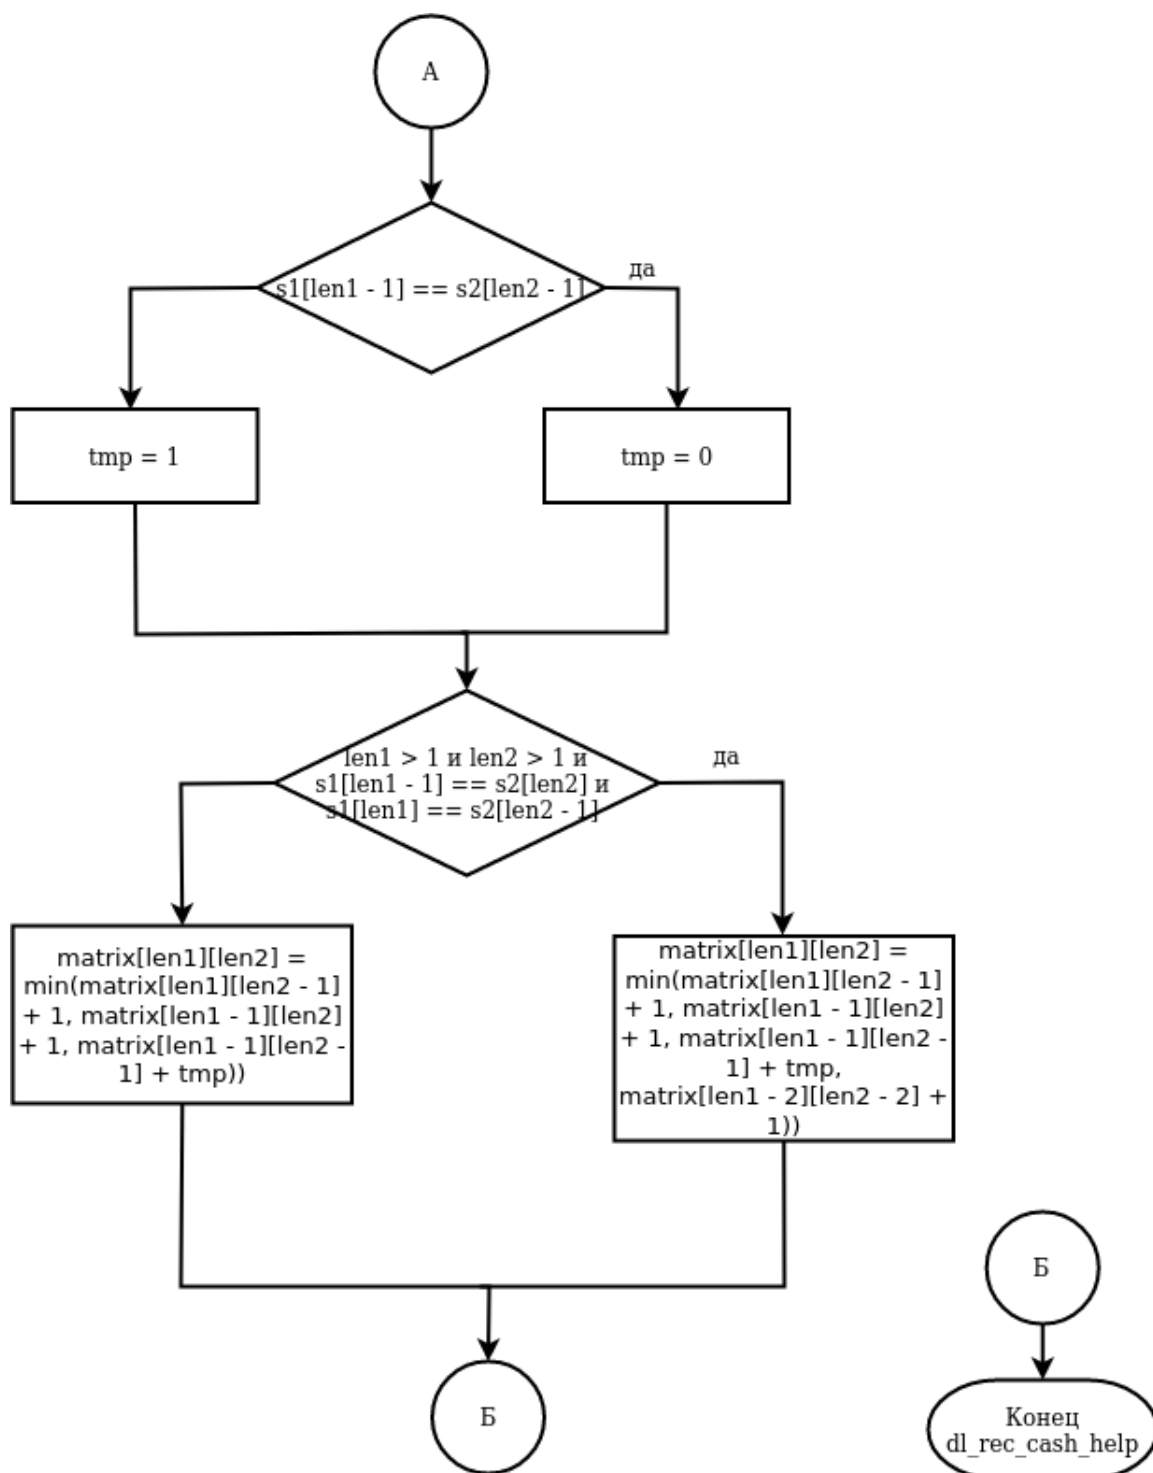 А
s1[len1 - 1] == s2[len2 - 1]
да
tmp = 1
tmp = 0
len1 > 1 и len2 > 1 и
s1[len1 - 1] == s2[len2] и
s1[len1] == s2[len2 - 1]
да
matrix[len1][len2] =
min(matrix[len1][len2 - 1]
+ 1, matrix[len1 - 1][len2]
+ 1, matrix[len1 - 1][len2 -
1] + tmp))
matrix[len1][len2] =
min(matrix[len1][len2 - 1]
+ 1, matrix[len1 - 1][len2]
+ 1, matrix[len1 - 1][len2 -
1] + tmp,
matrix[len1 - 2][len2 - 2] +
1))
Б
Б
Конец
dl_rec_cash_help